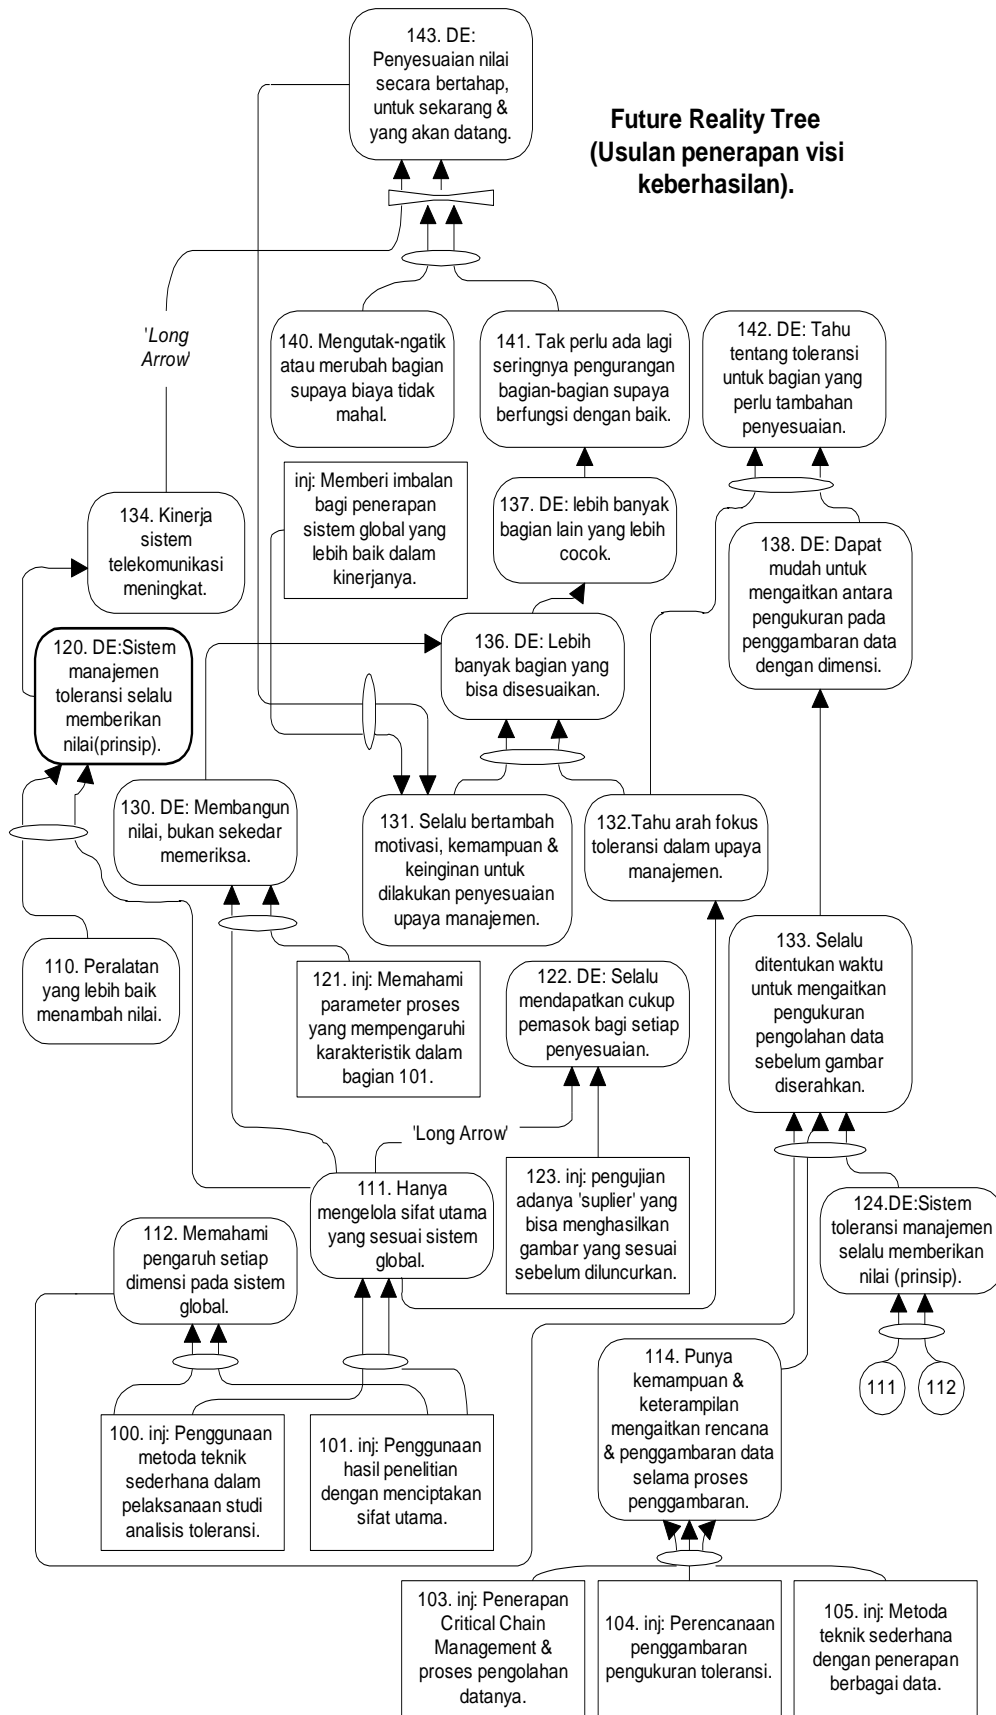 143. DE:
Penyesuaian nilai
secara bertahap,
untuk sekarang &
yang akan datang.
Future Reality Tree
(Usulan penerapan visi
keberhasilan).
'Long
Arrow'
140. Mengutak-ngatik
atau merubah bagian
supaya biaya tidak
mahal.
141. Tak perlu ada lagi
seringnya pengurangan
bagian-bagian supaya
berfungsi dengan baik.
142. DE: Tahu
tentang toleransi
untuk bagian yang
perlu tambahan
penyesuaian.
inj: Memberi imbalan
bagi penerapan
sistem global yang
lebih baik dalam
kinerjanya.
137. DE: lebih banyak
bagian lain yang lebih
cocok.
134. Kinerja
sistem
telekomunikasi
meningkat.
138. DE: Dapat
mudah untuk
mengaitkan antara
pengukuran pada
penggambaran data
dengan dimensi.
120. DE:Sistem
manajemen
toleransi selalu
memberikan
nilai(prinsip).
136. DE: Lebih
banyak bagian yang
bisa disesuaikan.
130. DE: Membangun
nilai, bukan sekedar
memeriksa.
131. Selalu bertambah
motivasi, kemampuan &
keinginan untuk
dilakukan penyesuaian
upaya manajemen.
132.Tahu arah fokus
toleransi dalam upaya
manajemen.
110. Peralatan
yang lebih baik
menambah nilai.
121. inj: Memahami
parameter proses
yang mempengaruhi
karakteristik dalam
bagian 101.
122. DE: Selalu
mendapatkan cukup
pemasok bagi setiap
penyesuaian.
133. Selalu
ditentukan waktu
untuk mengaitkan
pengukuran
pengolahan data
sebelum gambar
diserahkan.
'Long Arrow'
112. Memahami
pengaruh setiap
dimensi pada sistem
global.
111. Hanya
mengelola sifat utama
yang sesuai sistem
global.
123. inj: pengujian
adanya 'suplier' yang
bisa menghasilkan
gambar yang sesuai
sebelum diluncurkan.
124.DE:Sistem
toleransi manajemen
selalu memberikan
nilai (prinsip).
111
112
114. Punya
kemampuan &
keterampilan
mengaitkan rencana
& penggambaran data
selama proses
penggambaran.
100. inj: Penggunaan
metoda teknik
sederhana dalam
pelaksanaan studi
analisis toleransi.
101. inj: Penggunaan
hasil penelitian
dengan menciptakan
sifat utama.
103. inj: Penerapan
Critical Chain
Management &
proses pengolahan
datanya.
104. inj: Perencanaan
penggambaran
pengukuran toleransi.
105. inj: Metoda
teknik sederhana
dengan penerapan
berbagai data.